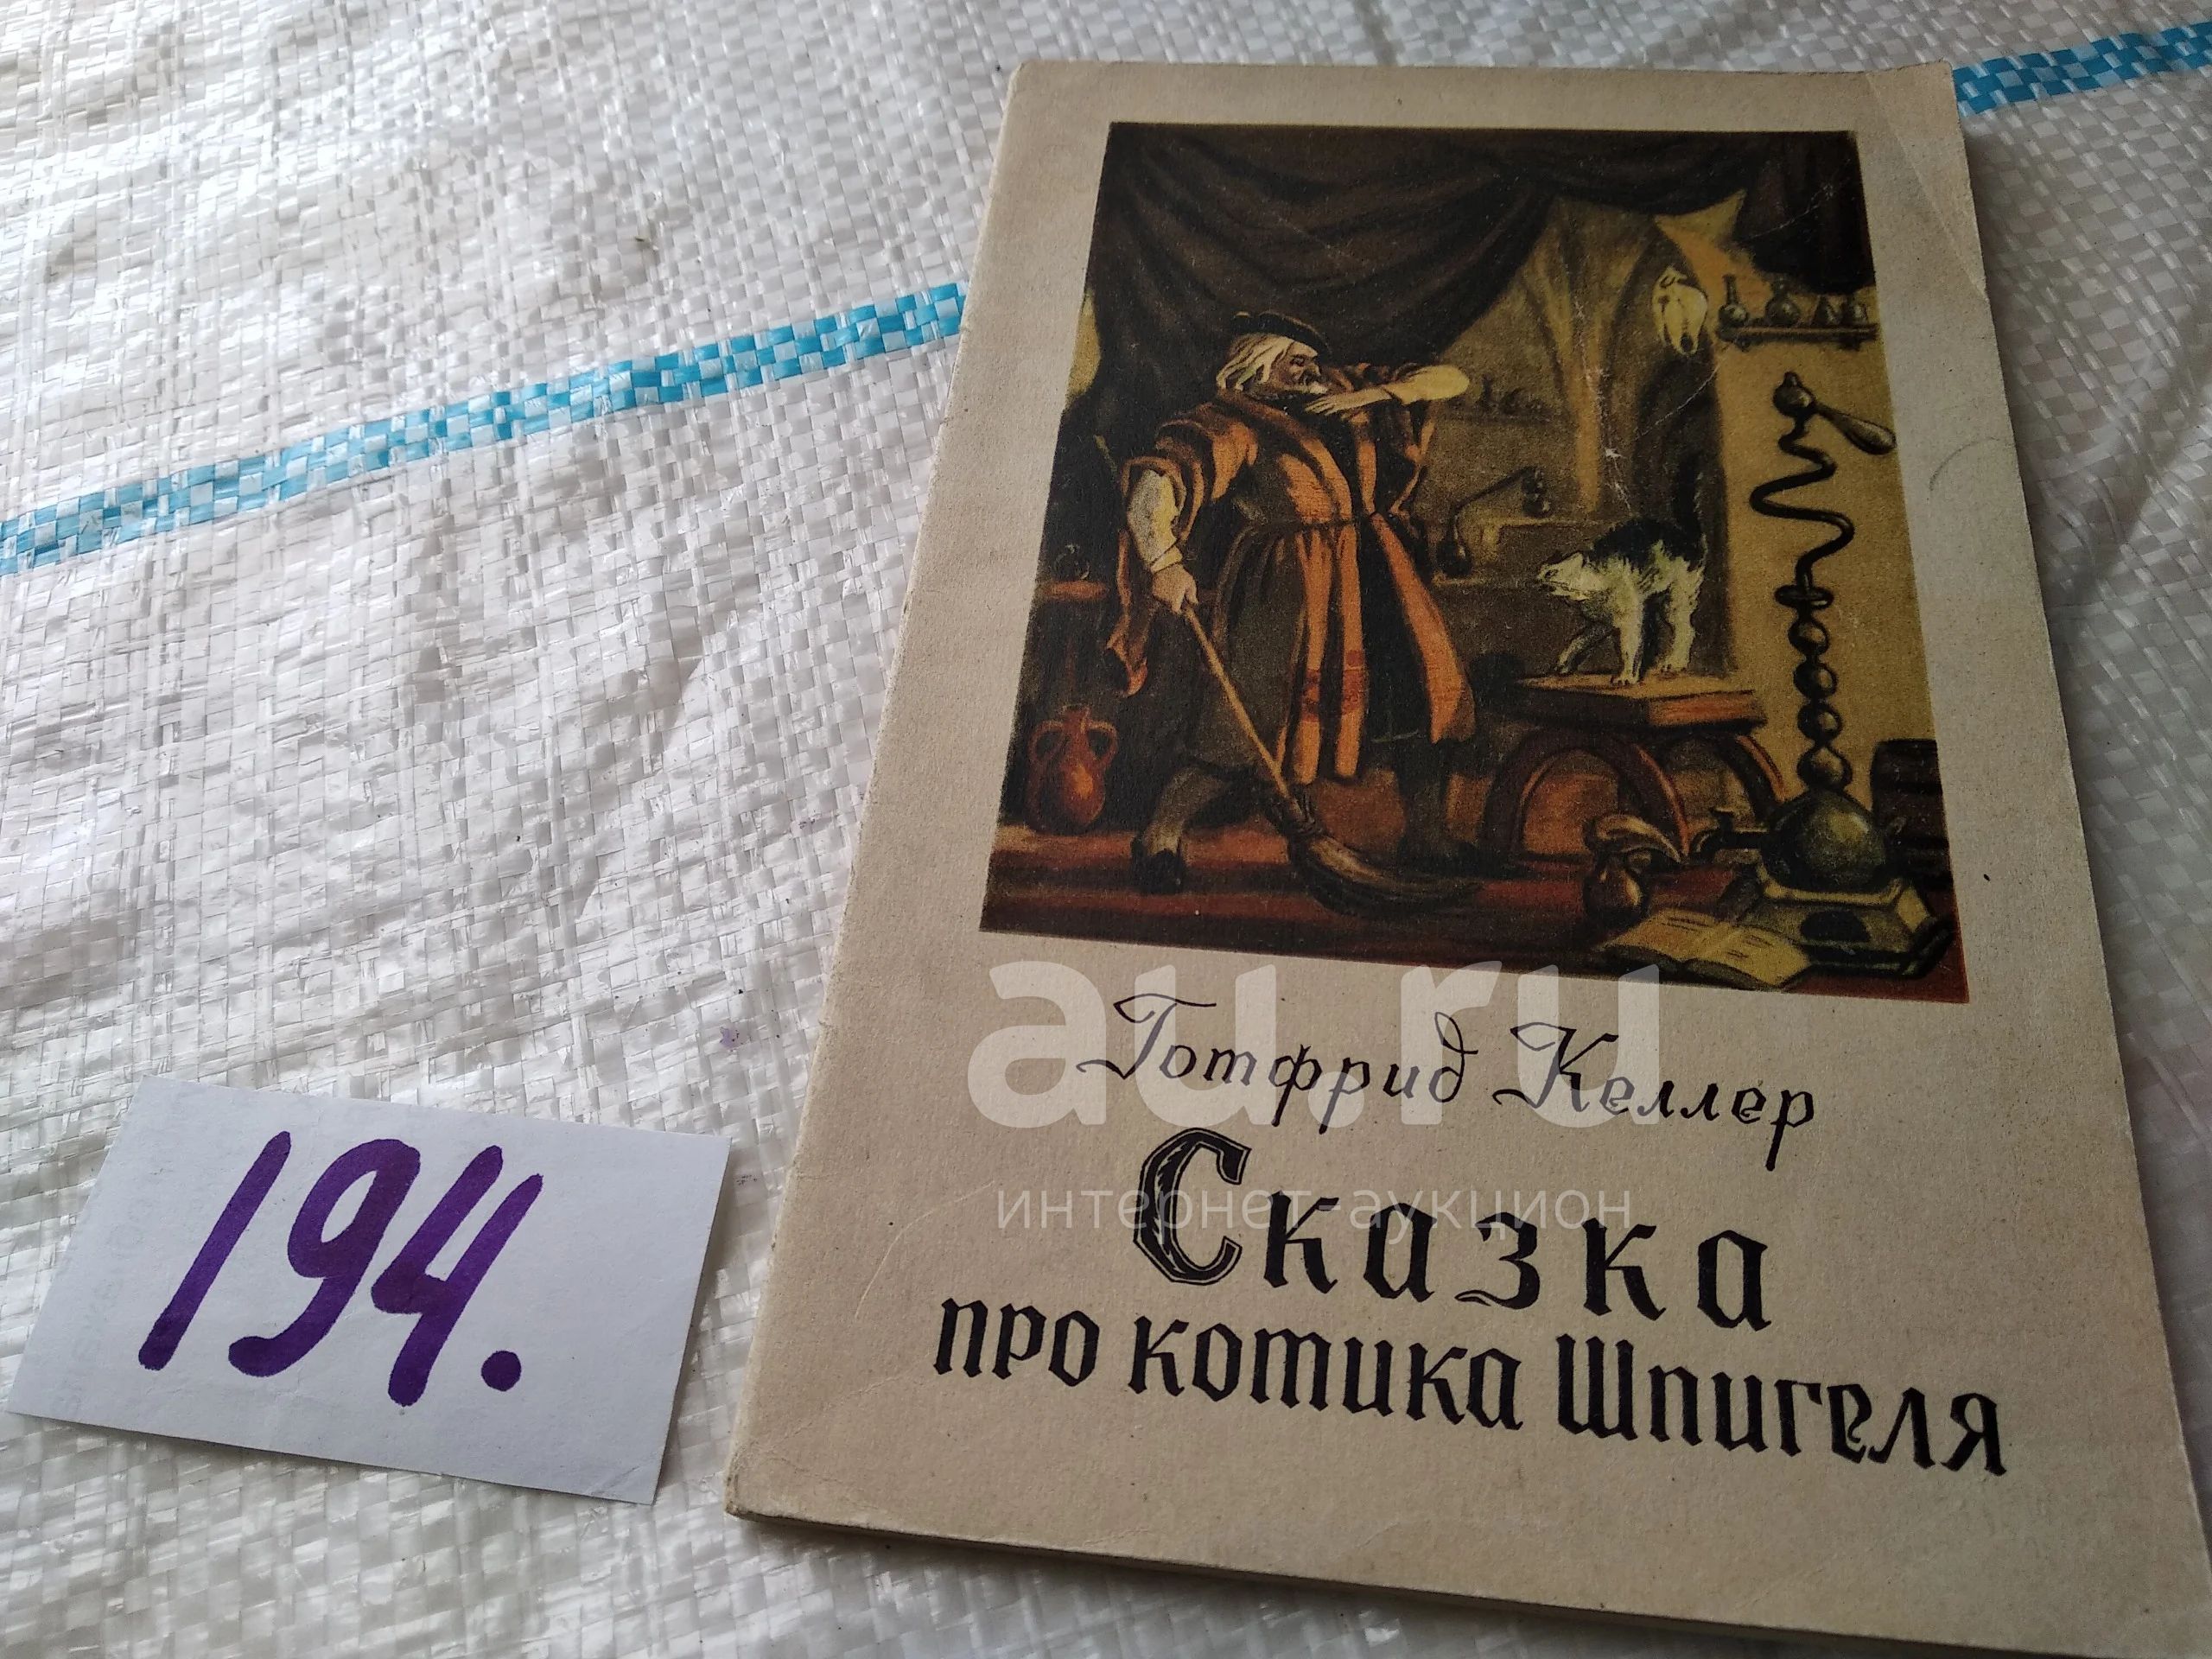 au.ru
Готфрид Келлер
интернет-аукцион
Сказка
про котика Шпигеля
194.